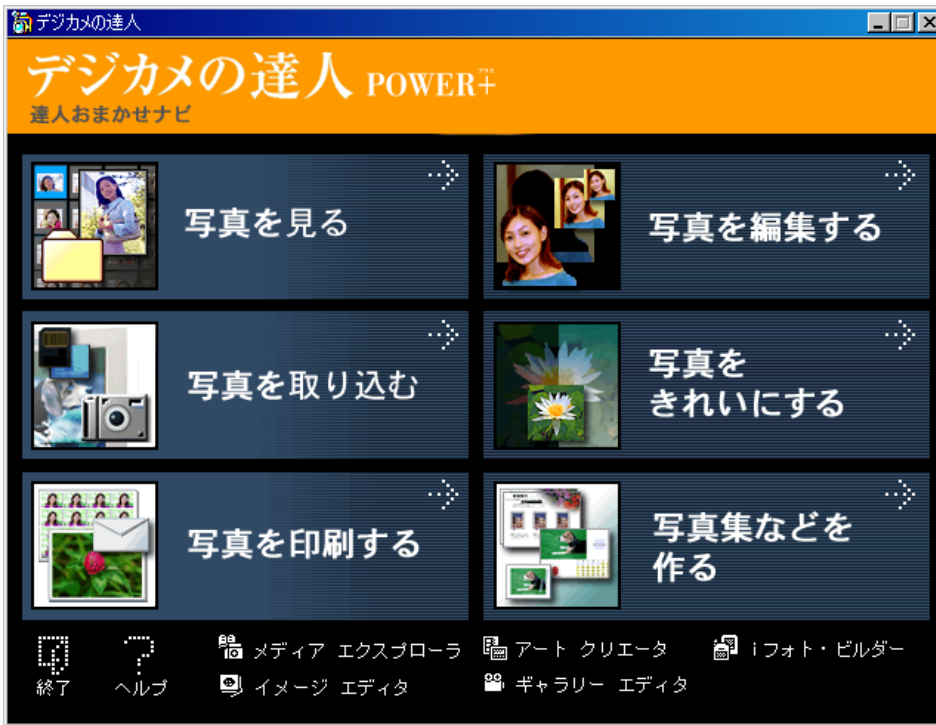 デジカメの達人
デジカメの達人 POWER+プラス
達人おまかせナビ
写真を見る
写真を編集する
写真を取り込む
写真を
きれいにする
写真を印刷する
写真集などを
作る
終了
ヘルプ
メディア エクスプローラ
アート クリエータ
iフォト・ビルダー
イメージ エディタ
ギャラリー エディタ